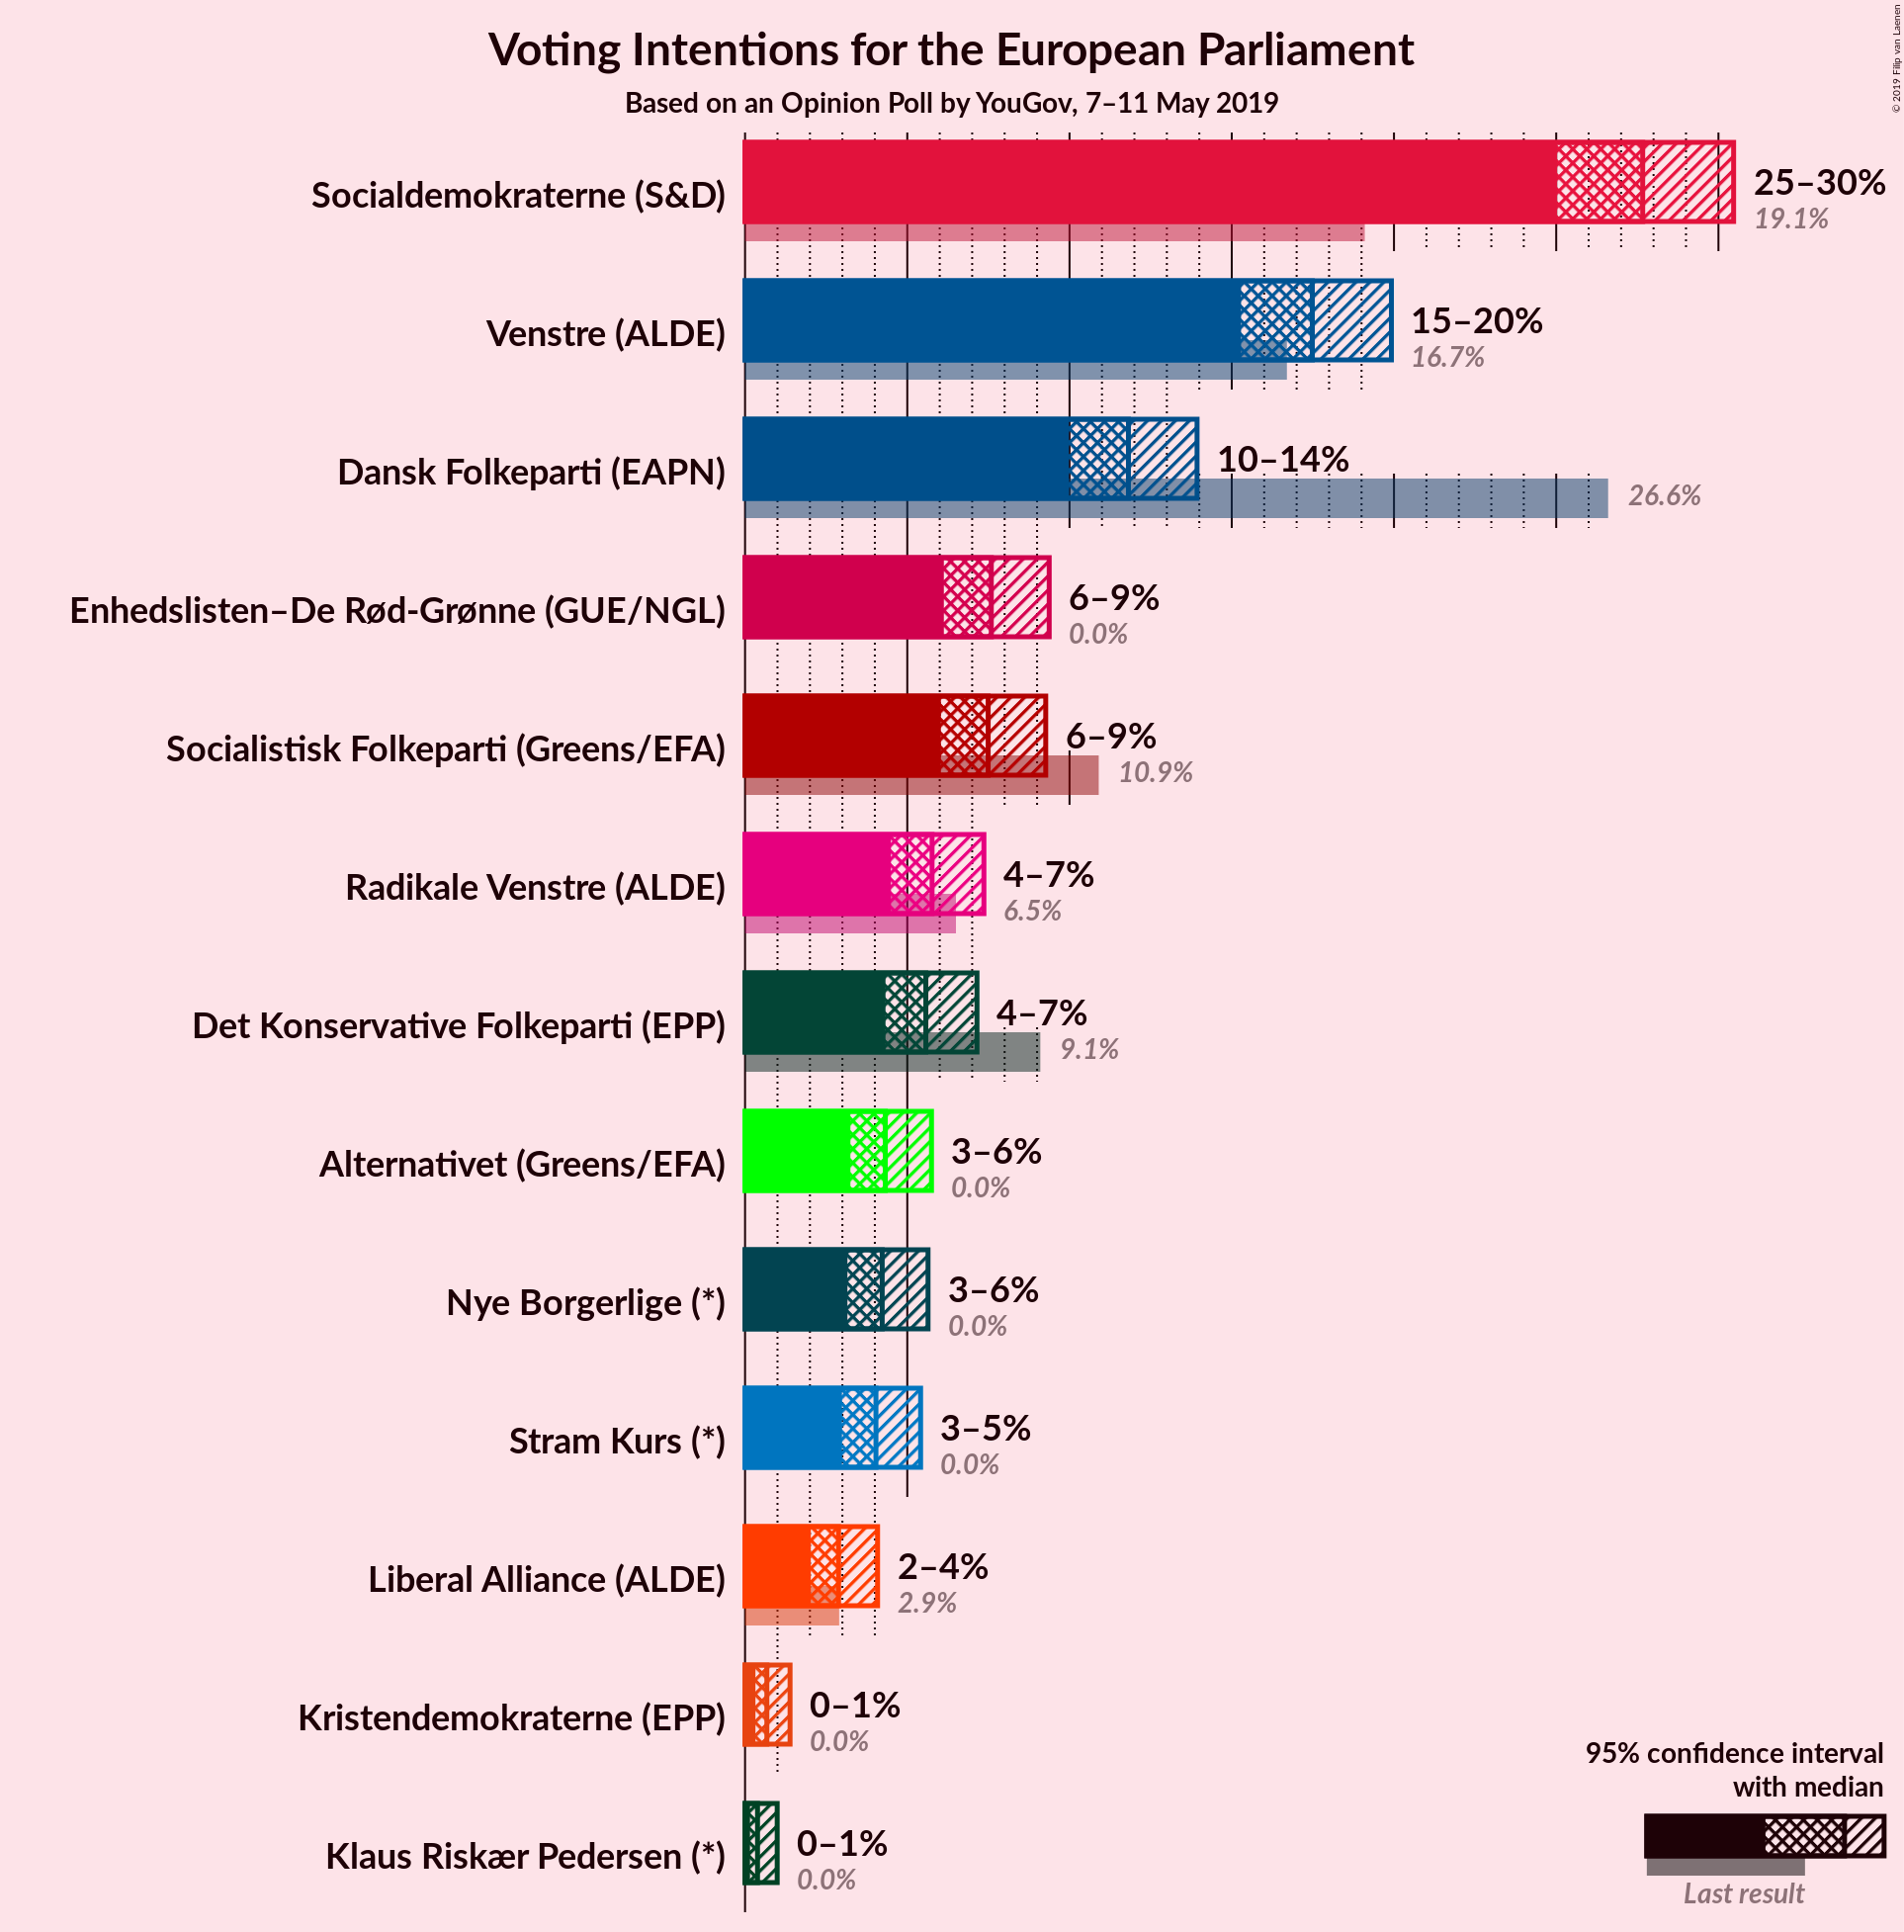 Voting Intentions for the European Parliament
Based on an Opinion Poll by YouGov, 7–11 May 2019
© 2019 Filip van Laenen
Socialdemokraterne (S&D)
25–30%
19.1%
Venstre (ALDE)
15–20%
16.7%
Dansk Folkeparti (EAPN)
10–14%
26.6%
Enhedslisten–De Rød-Grønne (GUE/NGL)
6–9%
0.0%
Socialistisk Folkeparti (Greens/EFA)
6–9%
10.9%
Radikale Venstre (ALDE)
4–7%
6.5%
Det Konservative Folkeparti (EPP)
4–7%
9.1%
Alternativet (Greens/EFA)
3–6%
0.0%
Nye Borgerlige (*)
3–6%
0.0%
Stram Kurs (*)
3–5%
0.0%
Liberal Alliance (ALDE)
2–4%
2.9%
Kristendemokraterne (EPP)
0–1%
0.0%
Klaus Riskær Pedersen (*)
0–1%
0.0%
95% confidence interval
with median
Last result